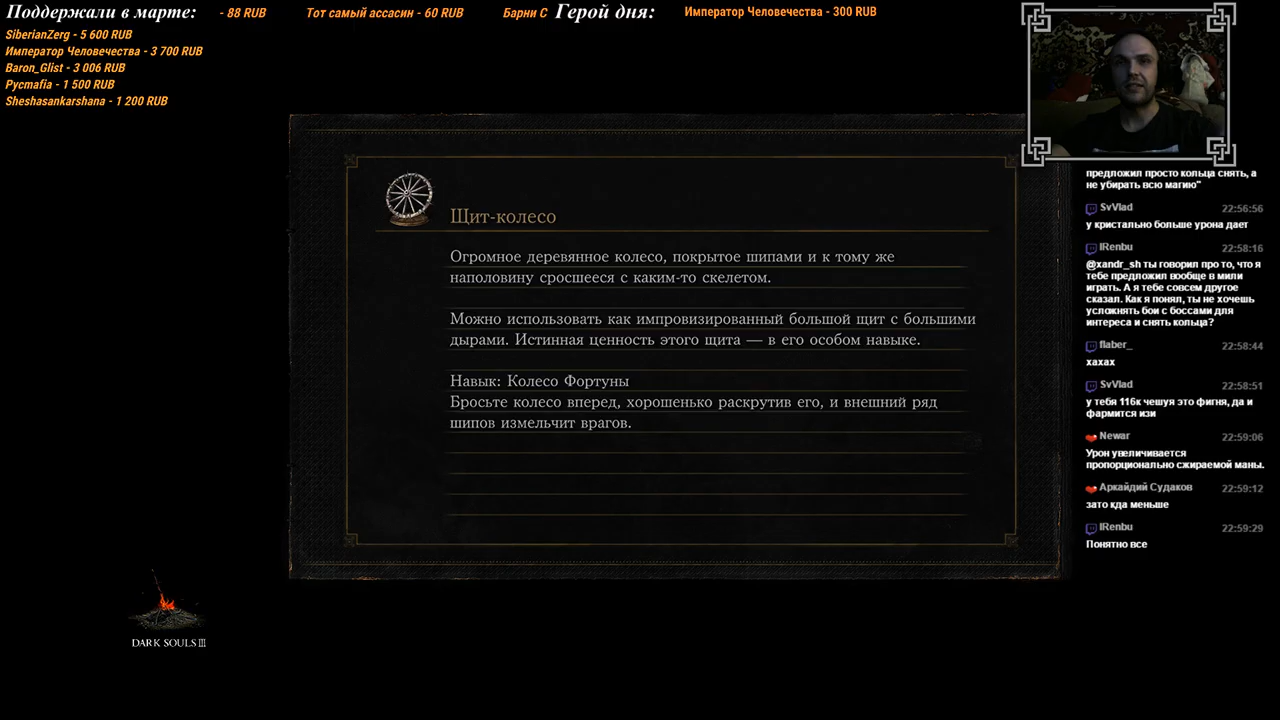 Поддержали в марте:
- 88 RUB
Тот самый ассасин - 60 RUB
Барни С
Герой дня:
Император Человечества - 300 RUB
SiberianZerg - 5 600 RUB
Император Человечества - 3 700 RUB
Baron_Glist - 3 006 RUB
Pycmafia - 1 500 RUB
Sheshasankarshana - 1 200 RUB
Щит-колесо
Огромное деревянное колесо, покрытое шипами и к тому же
наполовину сросшееся с каким-то скелетом.
Можно использовать как импровизированный большой щит с большими
дырами. Истинная ценность этого щита — в его особом навыке.
Навык: Колесо Фортуны
Бросьте колесо вперед, хорошенько раскрутив его, и внешний ряд
шипов измельчит врагов.
DARK SOULS III
предложил просто кольца снять, а
не убирать всю магию"
SvVlad 22:56:56
у кристально больше урона дает
IRenbu 22:58:16
@xandr_sh ты говорил про то, что я
тебе предложил вообще в мили
играть. А я тебе совсем другое
сказал. Как я понял, ты не хочешь
усложнять бои с боссами для
интереса и снять кольца?
flaber_ 22:58:44
хахах
SvVlad 22:58:51
у тебя 116к чешуя это фигня, да и
фармится изи
Newar 22:59:06
Урон увеличивается
пропорционально сжираемой маны.
Аркайдий Судаков 22:59:12
зато кда меньше
IRenbu 22:59:29
Понятно все